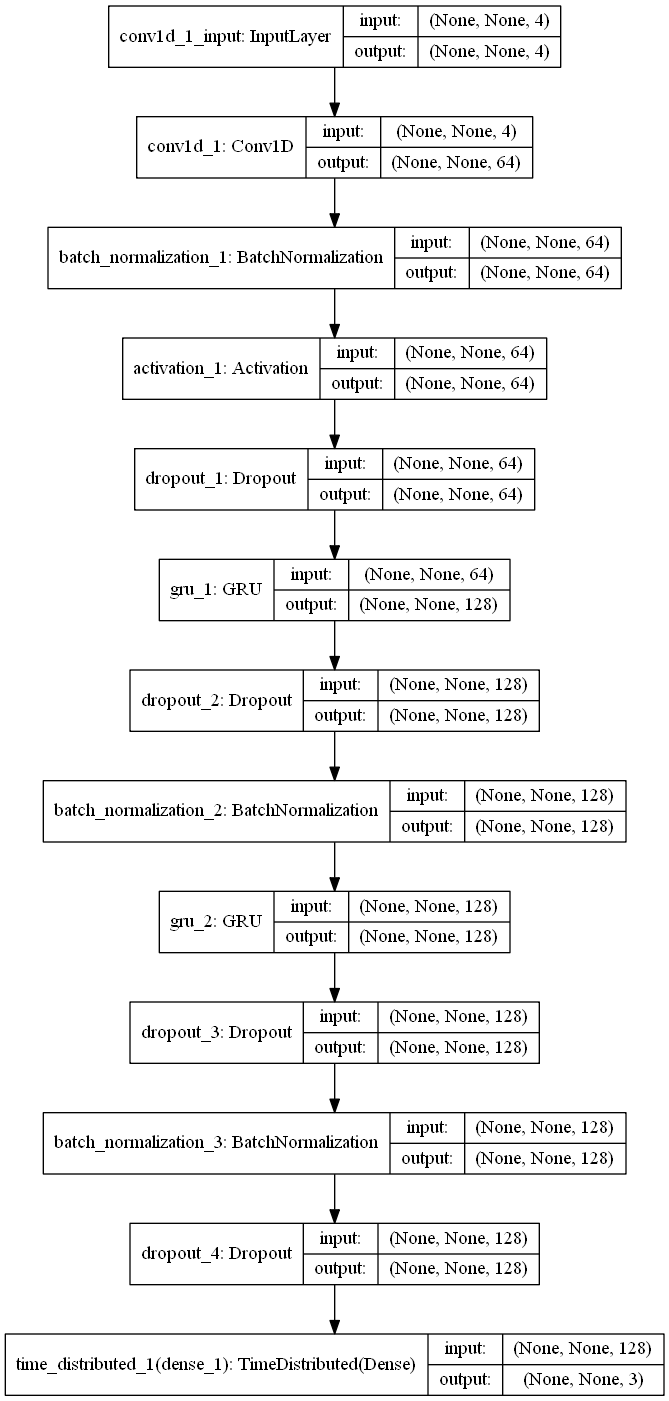 conv1d_1_input: InputLayer
input: (None, None, 4)
output: (None, None, 4)
conv1d_1: Conv1D
input: (None, None, 4)
output: (None, None, 64)
batch_normalization_1: BatchNormalization
input: (None, None, 64)
output: (None, None, 64)
activation_1: Activation
input: (None, None, 64)
output: (None, None, 64)
dropout_1: Dropout
input: (None, None, 64)
output: (None, None, 64)
gru_1: GRU
input: (None, None, 64)
output: (None, None, 128)
dropout_2: Dropout
input: (None, None, 128)
output: (None, None, 128)
batch_normalization_2: BatchNormalization
input: (None, None, 128)
output: (None, None, 128)
gru_2: GRU
input: (None, None, 128)
output: (None, None, 128)
dropout_3: Dropout
input: (None, None, 128)
output: (None, None, 128)
batch_normalization_3: BatchNormalization
input: (None, None, 128)
output: (None, None, 128)
dropout_4: Dropout
input: (None, None, 128)
output: (None, None, 128)
time_distributed_1(dense_1): TimeDistributed(Dense)
input: (None, None, 128)
output: (None, None, 3)